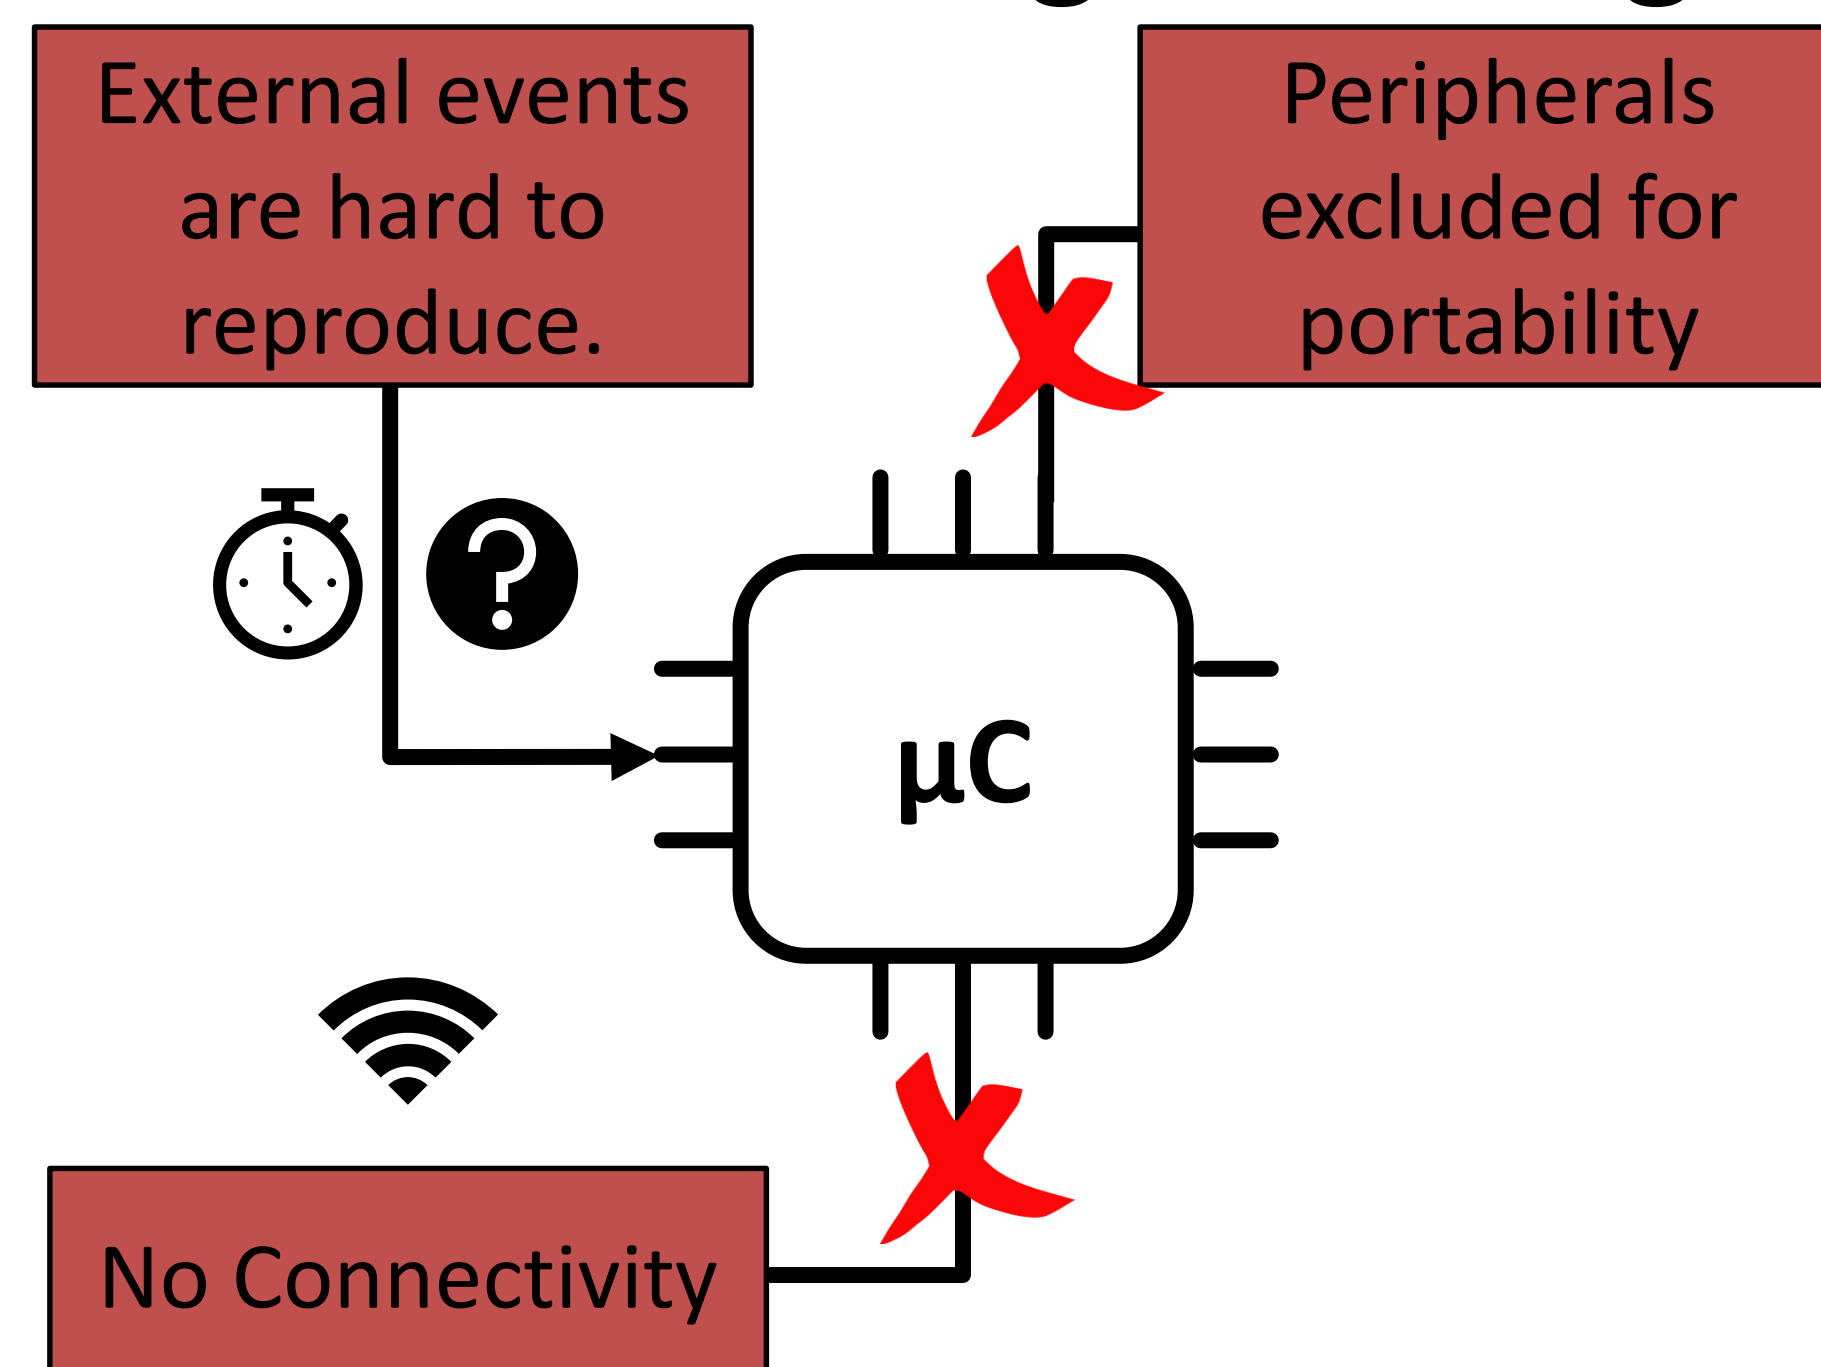 External events
are hard to
reproduce.
Peripherals
excluded for
portability
?
µC
No Connectivity